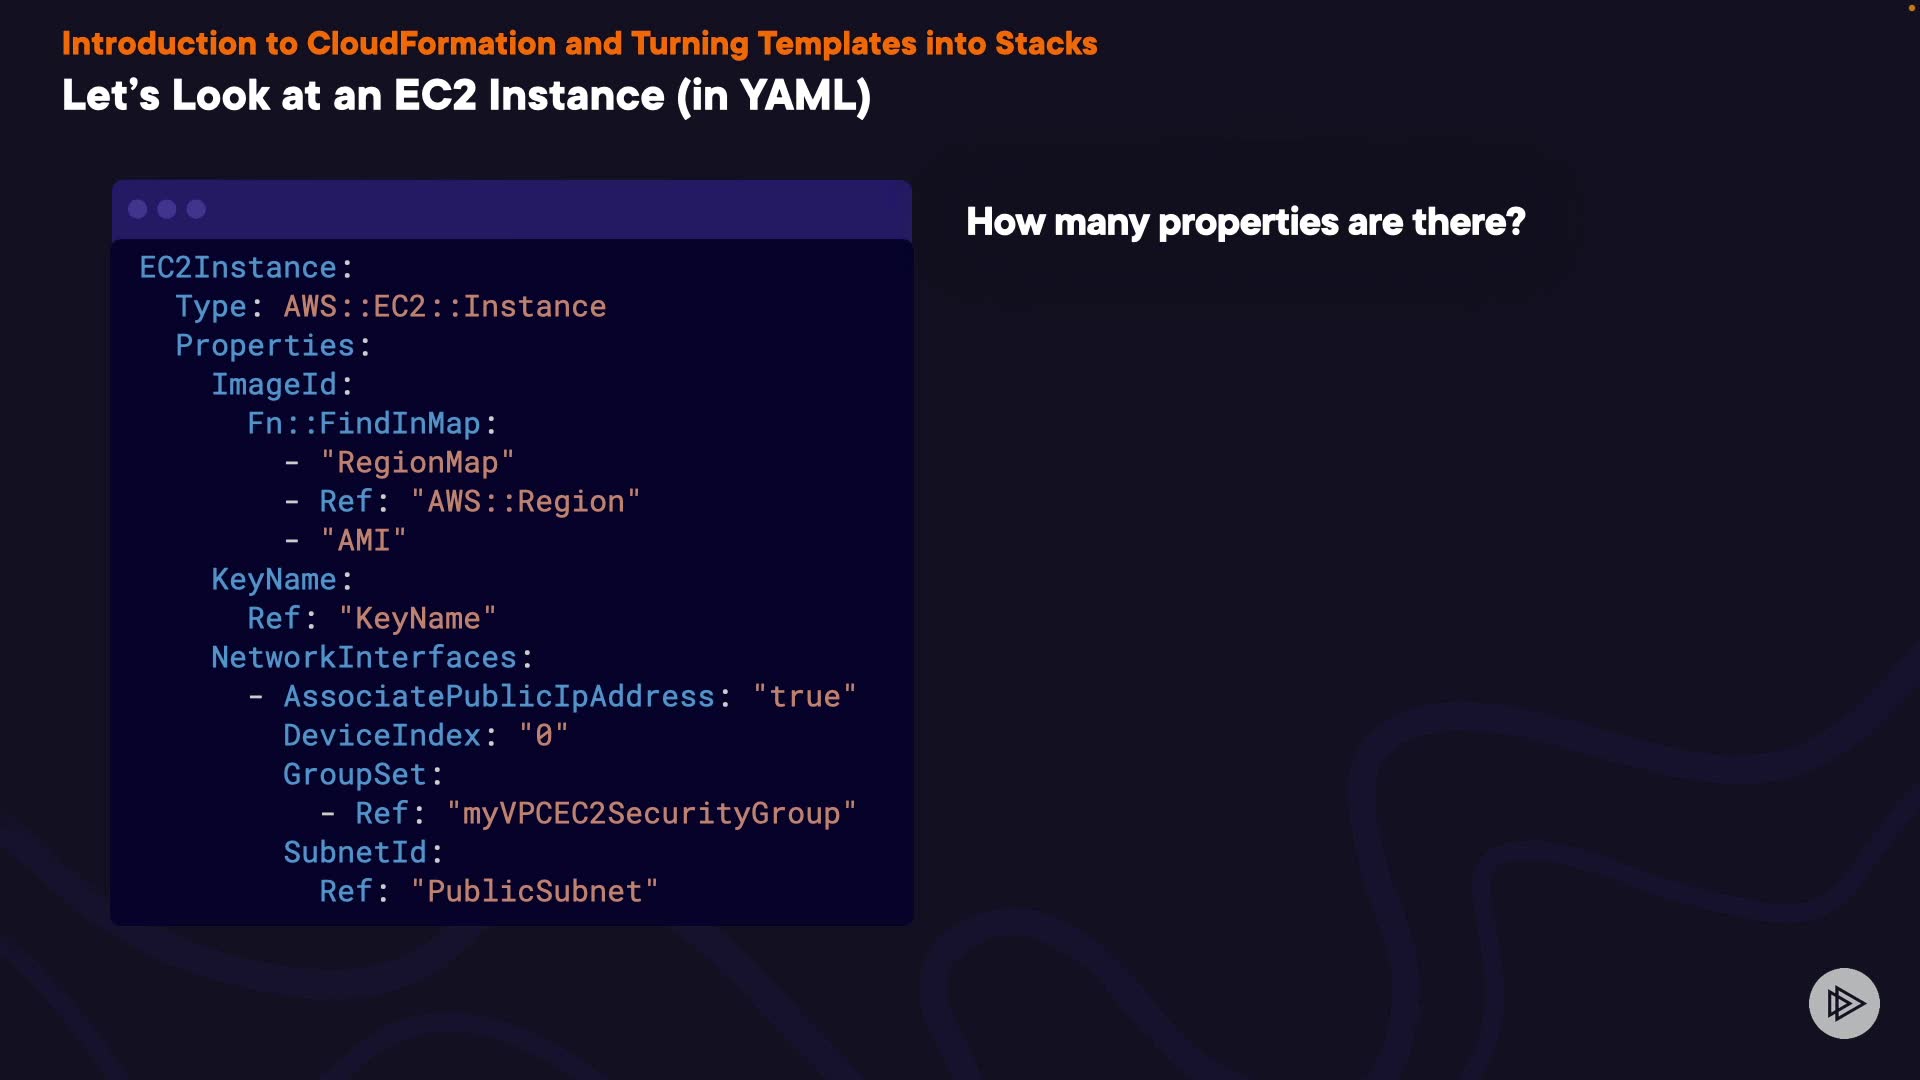 Introduction to CloudFormation and Turning Templates into Stacks
Let’s Look at an EC2 Instance (in YAML)
How many properties are there?
EC2Instance:
  Type: AWS::EC2::Instance
  Properties:
    ImageId:
      Fn::FindInMap:
        - "RegionMap"
        - Ref: "AWS::Region"
        - "AMI"
    KeyName:
      Ref: "KeyName"
    NetworkInterfaces:
      - AssociatePublicIpAddress: "true"
        DeviceIndex: "0"
        GroupSet:
          - Ref: "myVPCEC2SecurityGroup"
        SubnetId:
          Ref: "PublicSubnet"